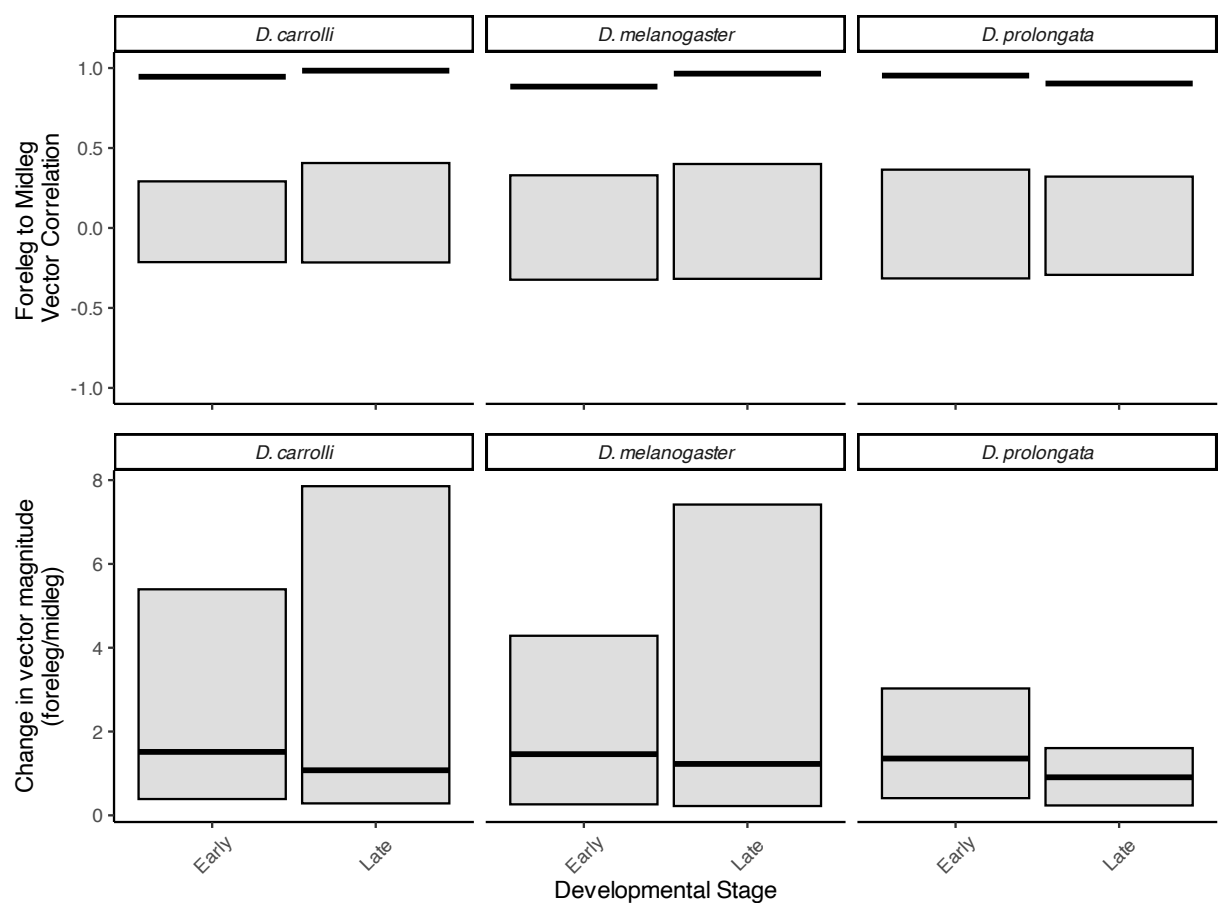 D. carrolli
D. melanogaster
D. prolongata
Foreleg to Midleg
Vector Correlation
1.0
0.5
0.0
-0.5
-1.0
D. carrolli
D. melanogaster
D. prolongata
Change in vector magnitude
(foreleg/midleg)
8
6
4
2
0
Early
Late
Early
Late
Early
Late
Developmental Stage